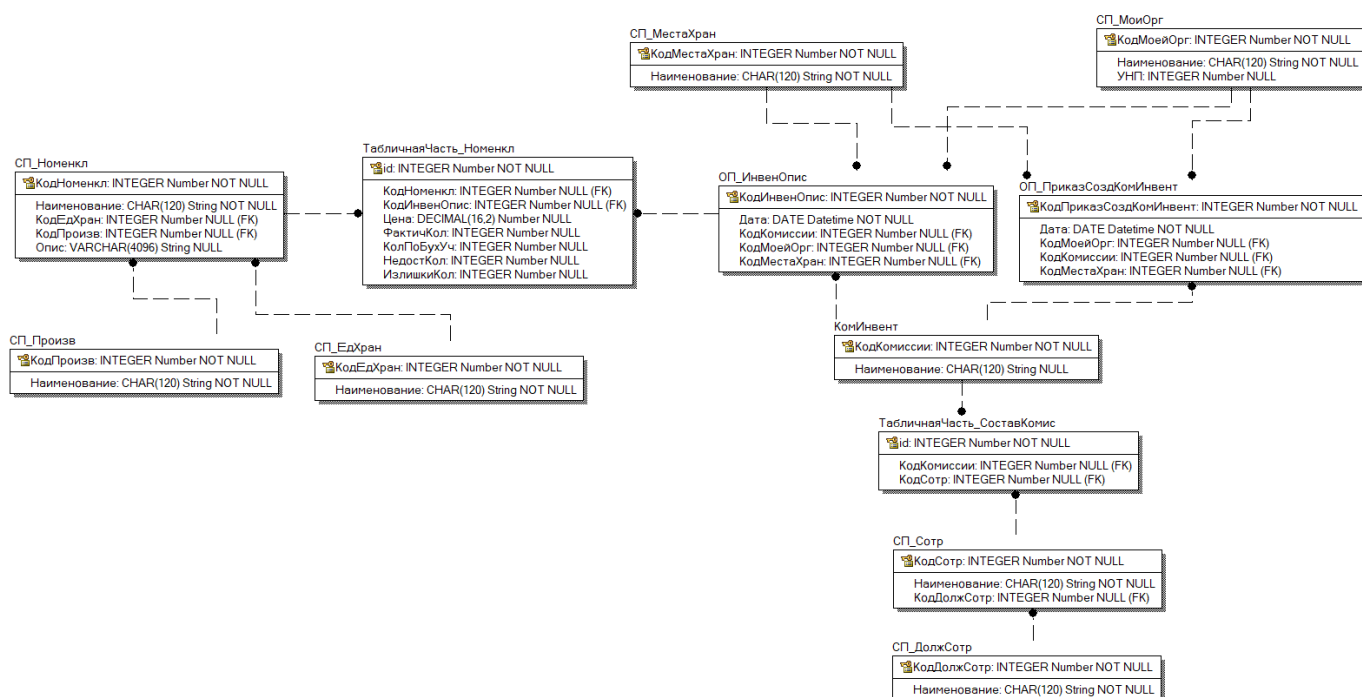 СП_МоиОрг
КодМоейОрг: INTEGER Number NOT NULL
Наименование: CHAR(120) String NOT NULL
УНП: INTEGER Number NULL
СП_МестаХран
КодМестаХран: INTEGER Number NOT NULL
Наименование: CHAR(120) String NOT NULL
СП_Номенкл
КодНоменкл: INTEGER Number NOT NULL
Наименование: CHAR(120) String NOT NULL
КодЕдХран: INTEGER Number NULL (FK)
КодПроизв: INTEGER Number NULL (FK)
Опис: VARCHAR(4096) String NULL
ТабличнаяЧасть_Номенкл
id: INTEGER Number NOT NULL
КодНоменкл: INTEGER Number NULL (FK)
КодИнвенОпис: INTEGER Number NULL (FK)
Цена: DECIMAL(16,2) Number NULL
ФактичКол: INTEGER Number NULL
КолПоБухУч: INTEGER Number NULL
НедостКол: INTEGER Number NULL
ИзлишкиКол: INTEGER Number NULL
ОП_ИнвенОпис
КодИнвенОпис: INTEGER Number NOT NULL
Дата: DATE Datetime NOT NULL
КодКомиссии: INTEGER Number NULL (FK)
КодМоейОрг: INTEGER Number NULL (FK)
КодМестаХран: INTEGER Number NULL (FK)
ОП_ПриказСоздКомИнвент
КодПриказСоздКомИнвент: INTEGER Number NOT NULL
Дата: DATE Datetime NOT NULL
КодМоейОрг: INTEGER Number NULL (FK)
КодКомиссии: INTEGER Number NULL (FK)
КодМестаХран: INTEGER Number NULL (FK)
СП_Произв
КодПроизв: INTEGER Number NOT NULL
Наименование: CHAR(120) String NOT NULL
СП_ЕдХран
КодЕдХран: INTEGER Number NOT NULL
Наименование: CHAR(120) String NOT NULL
КомИнвент
КодКомиссии: INTEGER Number NOT NULL
Наименование: CHAR(120) String NULL
ТабличнаяЧасть_СоставКомис
id: INTEGER Number NOT NULL
КодКомиссии: INTEGER Number NULL (FK)
КодСотр: INTEGER Number NULL (FK)
СП_Сотр
КодСотр: INTEGER Number NOT NULL
Наименование: CHAR(120) String NOT NULL
КодДолжСотр: INTEGER Number NULL (FK)
СП_ДолжСотр
КодДолжСотр: INTEGER Number NOT NULL
Наименование: CHAR(120) String NOT NULL